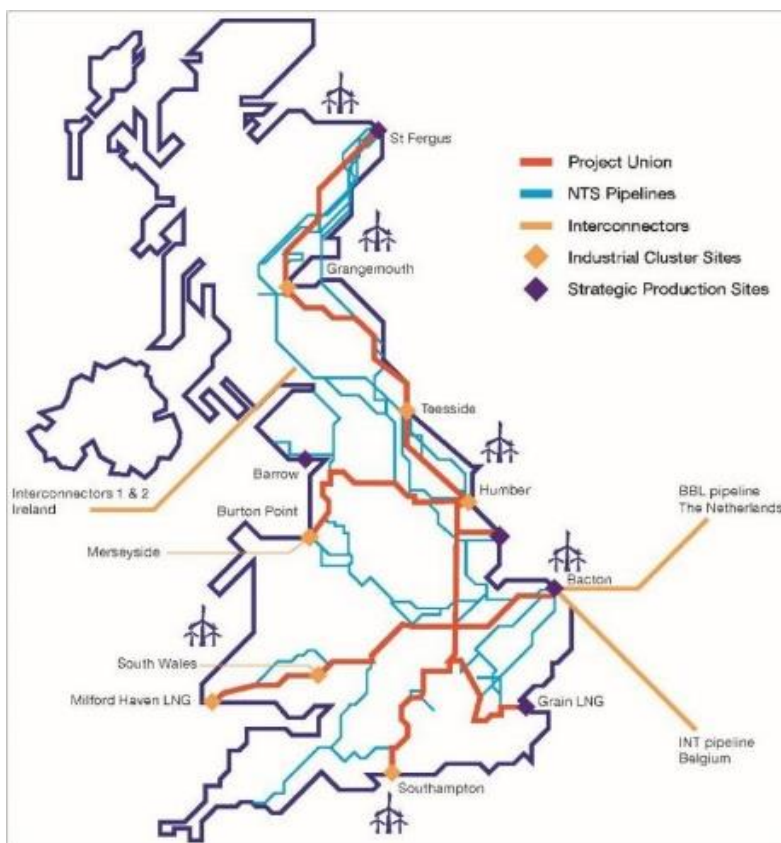 St Fergus
Project Union
NTS Pipelines
Interconnectors
Industrial Cluster Sites
Strategic Production Sites
Grangemouth
Teesside
Barrow
Humber
Interconnectors 1 & 2
Ireland
Burton Point
Merseyside
BBL pipeline
The Netherlands
Bacton
South Wales
Milford Haven LNG
Grain LNG
INT pipeline
Belgium
Southampton